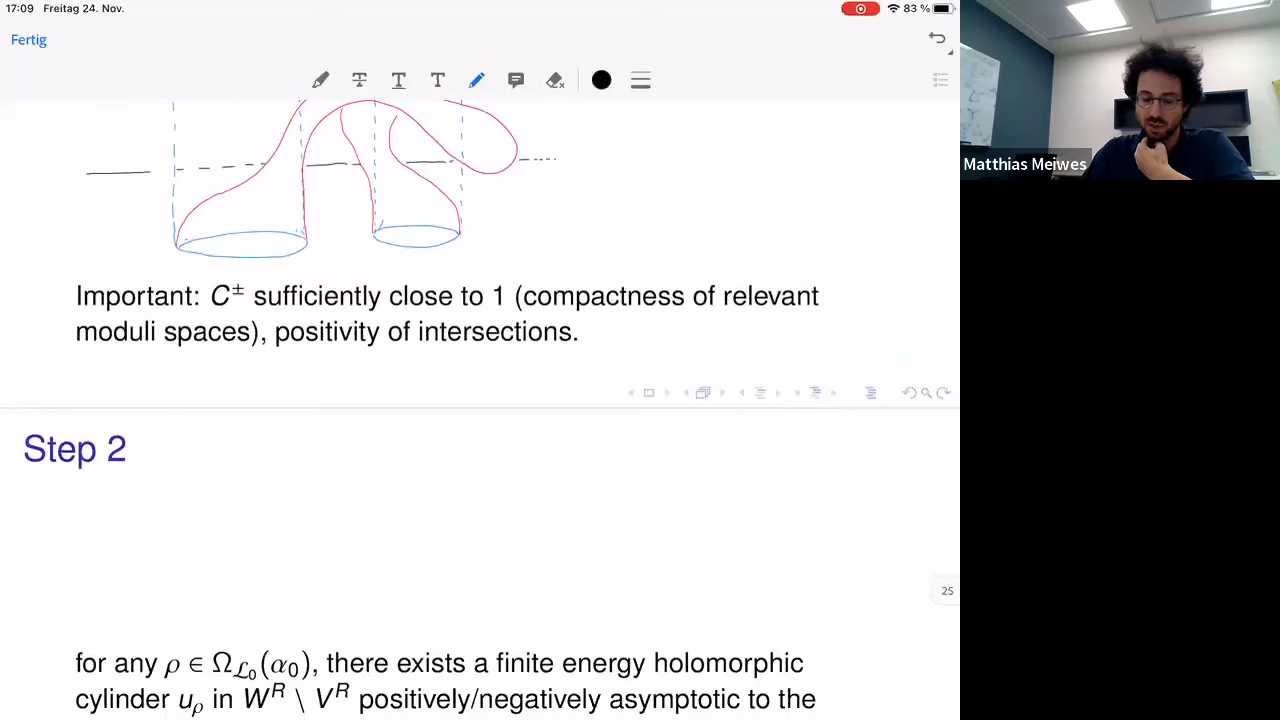 17:09 Freitag 24. Nov.
83 %
Fertig
T T T
Matthias Meiwes
Important: C± sufficiently close to 1 (compactness of relevant
moduli spaces), positivity of intersections.
Step 2
25
for any ρ ∈ Ω_{𝓛₀}(α₀), there exists a finite energy holomorphic
cylinder u_ρ in W^R \ V^R positively/negatively asymptotic to the